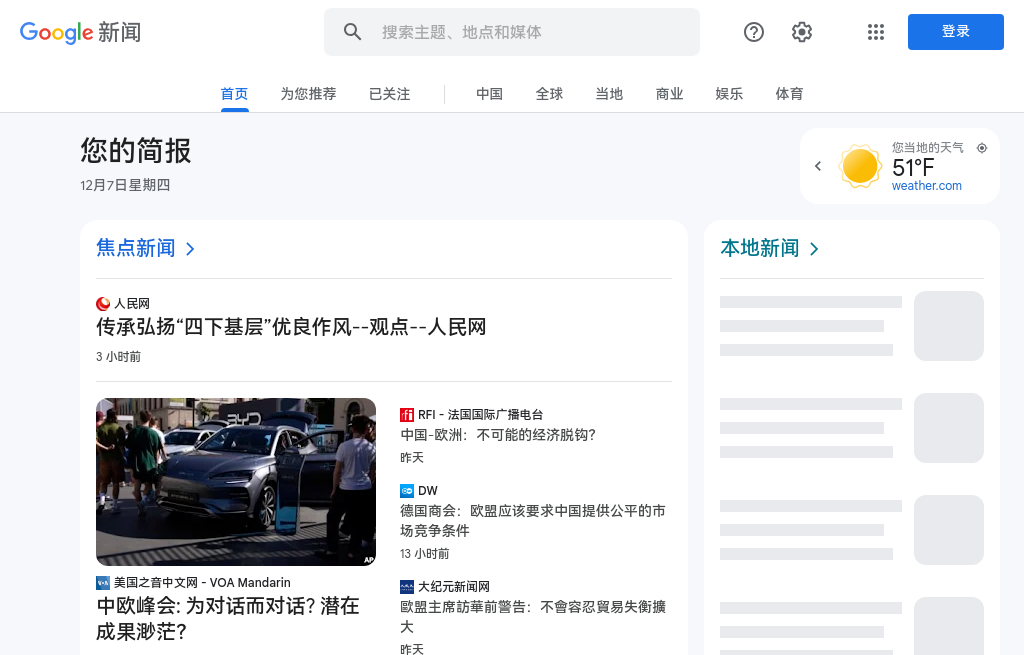 Google 新闻
搜索主题、地点和媒体
登录
首页
为您推荐
已关注
中国
全球
当地
商业
娱乐
体育
您的简报
12月7日星期四
您当地的天气
51°F
weather.com
焦点新闻
人民网
传承弘扬“四下基层”优良作风--观点--人民网
3 小时前
BYD
AP
美国之音中文网 - VOA Mandarin
中欧峰会: 为对话而对话? 潜在
成果渺茫?
RFI - 法国国际广播电台
中国-欧洲：不可能的经济脱钩?
昨天
DW
德国商会：欧盟应该要求中国提供公平的市
场竞争条件
13 小时前
大纪元新闻网
歐盟主席訪華前警告：不會容忍貿易失衡擴
大
昨天
本地新闻